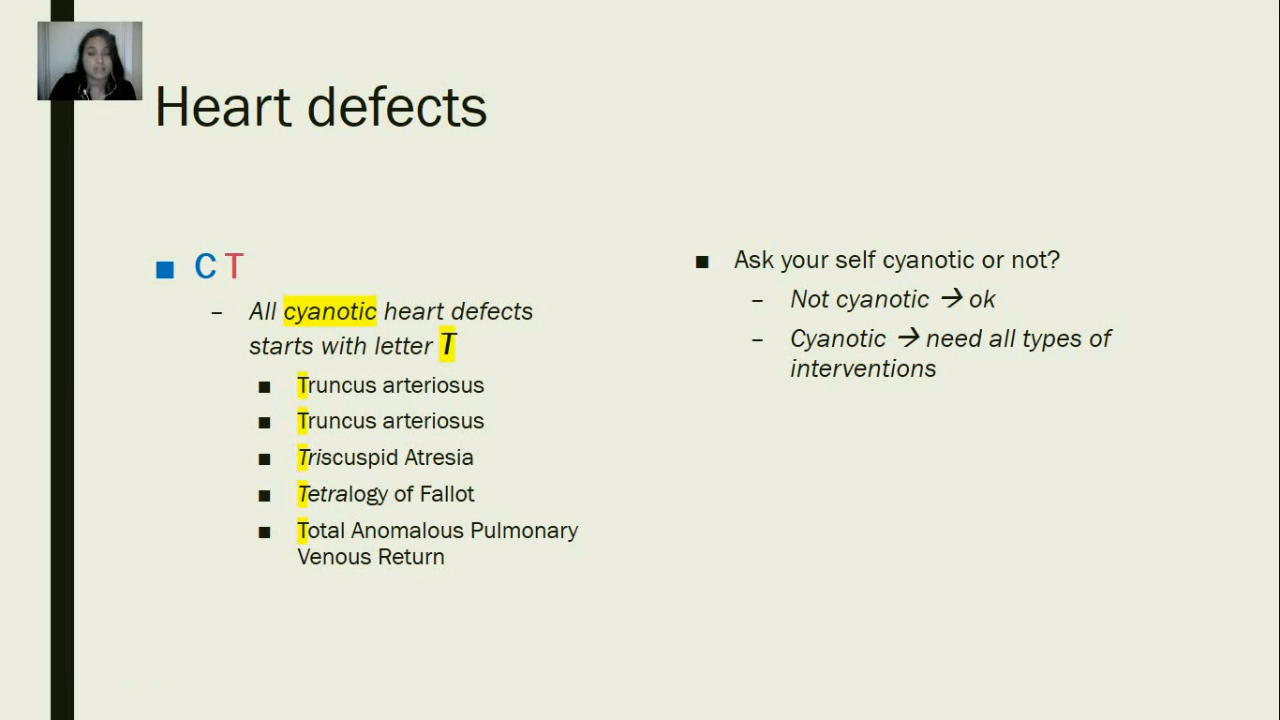 Heart defects
■ C T
– All cyanotic heart defects
starts with letter T
■ Truncus arteriosus
■ Truncus arteriosus
■ Triscuspid Atresia
■ Tetralogy of Fallot
■ Total Anomalous Pulmonary
Venous Return
■ Ask your self cyanotic or not?
– Not cyanotic → ok
– Cyanotic → need all types of
interventions